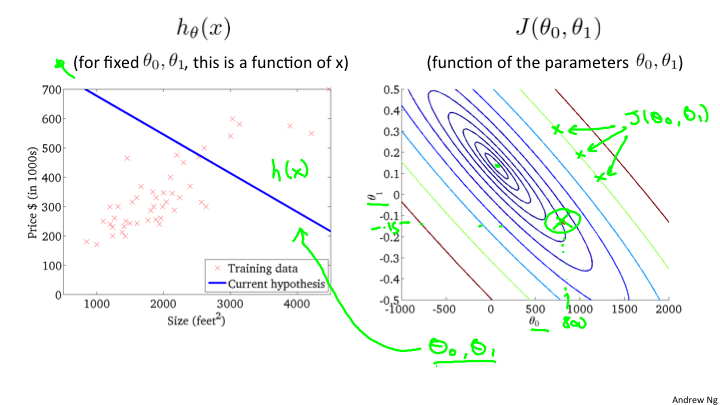 hθ(x)
J(θ0, θ1)
(for fixed θ0, θ1, this is a function of x)
(function of the parameters θ0, θ1)
700
600
500
400
300
200
100
0
Price $ (in 1000s)
1000
2000
3000
4000
Size (feet²)
h(x)
Training data
Current hypothesis
0.5
0.4
0.3
0.2
0.1
0
-0.1
-0.2
-0.3
-0.4
-0.5
θ1
-.15
-1000
-500
0
500
1000
1500
2000
θ0
800
J(θ0, θ1)
θ0, θ1
Andrew Ng